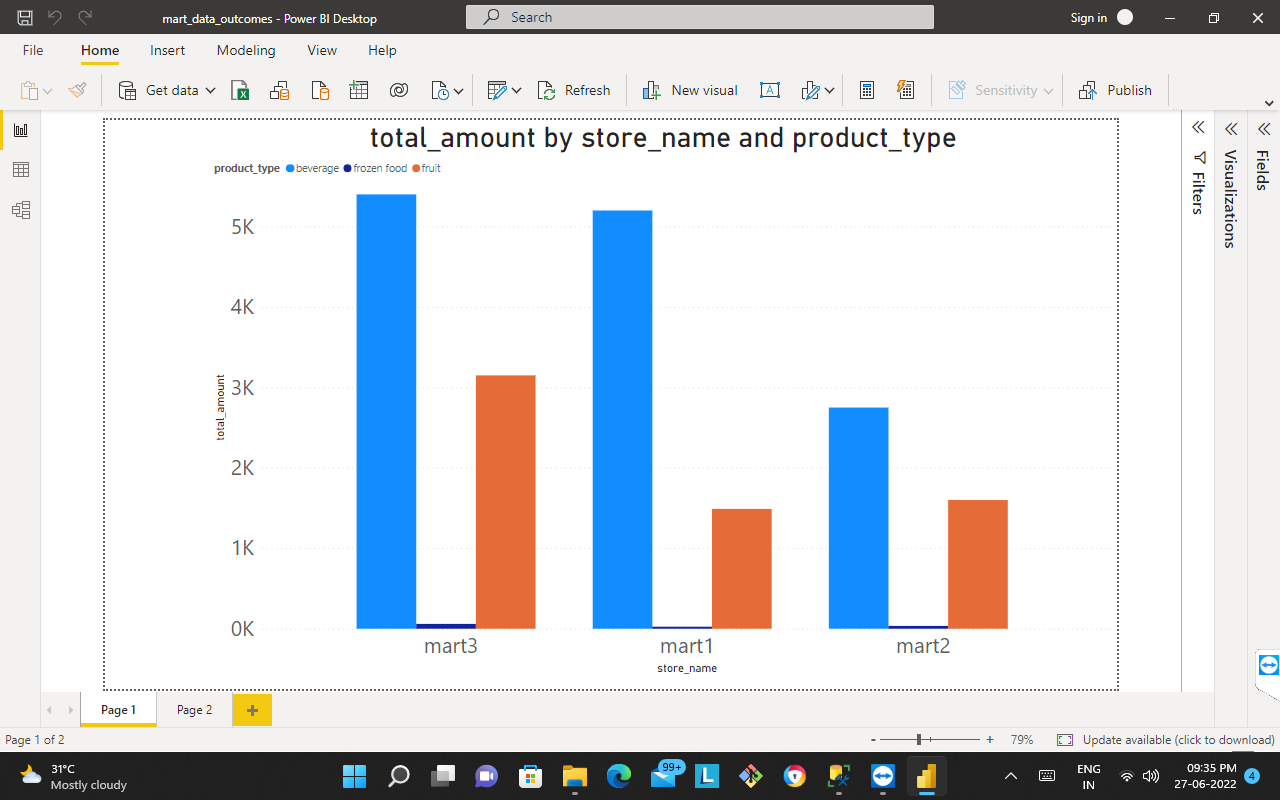 mart_data_outcomes - Power BI Desktop
Search
Sign in
File Home Insert Modeling View Help
Get data Refresh New visual Sensitivity Publish
total_amount by store_name and product_type
product_type beverage frozen food fruit
5K
4K
3K
2K
1K
0K
total_amount
mart3 mart1 mart2
store_name
Filters
Visualizations
Fields
Page 1 Page 2 +
Page 1 of 2
- + 79% Update available (click to download)
31°C
Mostly cloudy
99+
L
ENG
IN
09:35 PM
27-06-2022
4